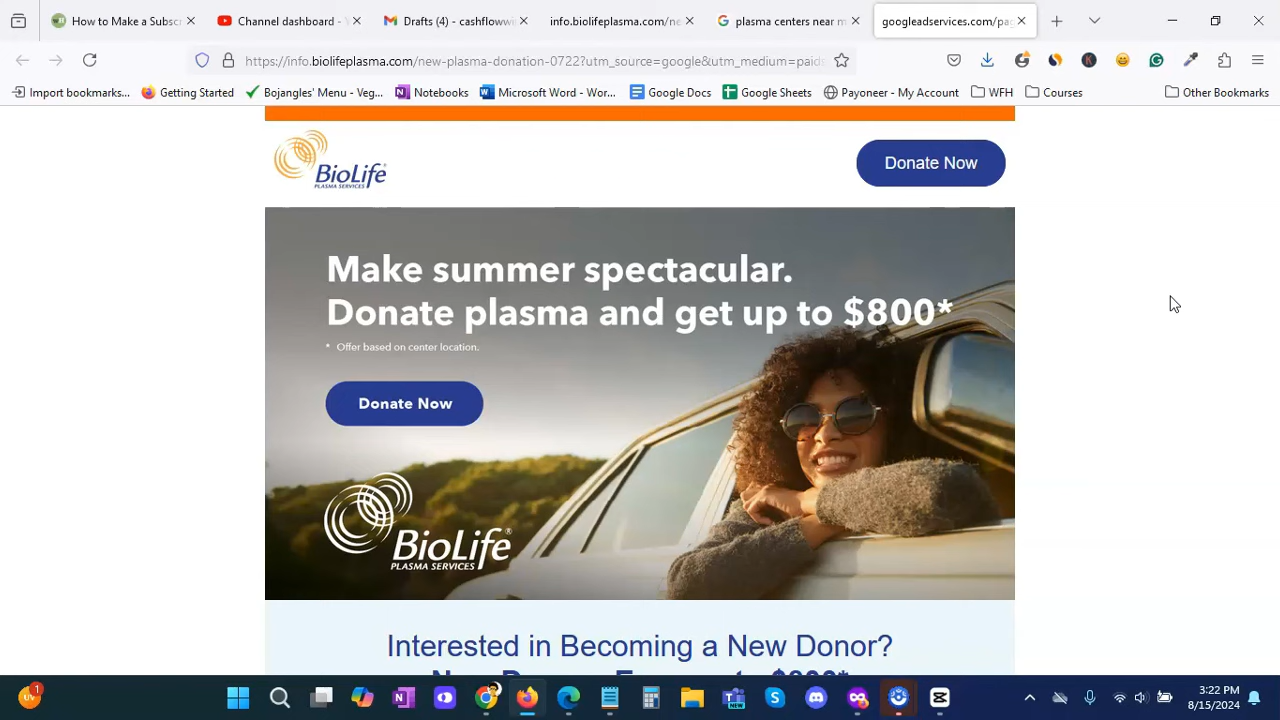 How to Make a Subsc
Channel dashboard -
Drafts (4) - cashflowwi
info.biolifeplasma.com/ne
plasma centers near m
googleadservices.com/pag
https://info.biolifeplasma.com/new-plasma-donation-0722?utm_source=google&utm_medium=paids
Import bookmarks...
Getting Started
Bojangles' Menu - Veg...
Notebooks
Microsoft Word - Wor...
Google Docs
Google Sheets
Payoneer - My Account
WFH
Courses
Other Bookmarks
BioLife
PLASMA SERVICES
Donate Now
Make summer spectacular.
Donate plasma and get up to $800*
* Offer based on center location.
Donate Now
BioLife®
PLASMA SERVICES
Interested in Becoming a New Donor?
3:22 PM
8/15/2024